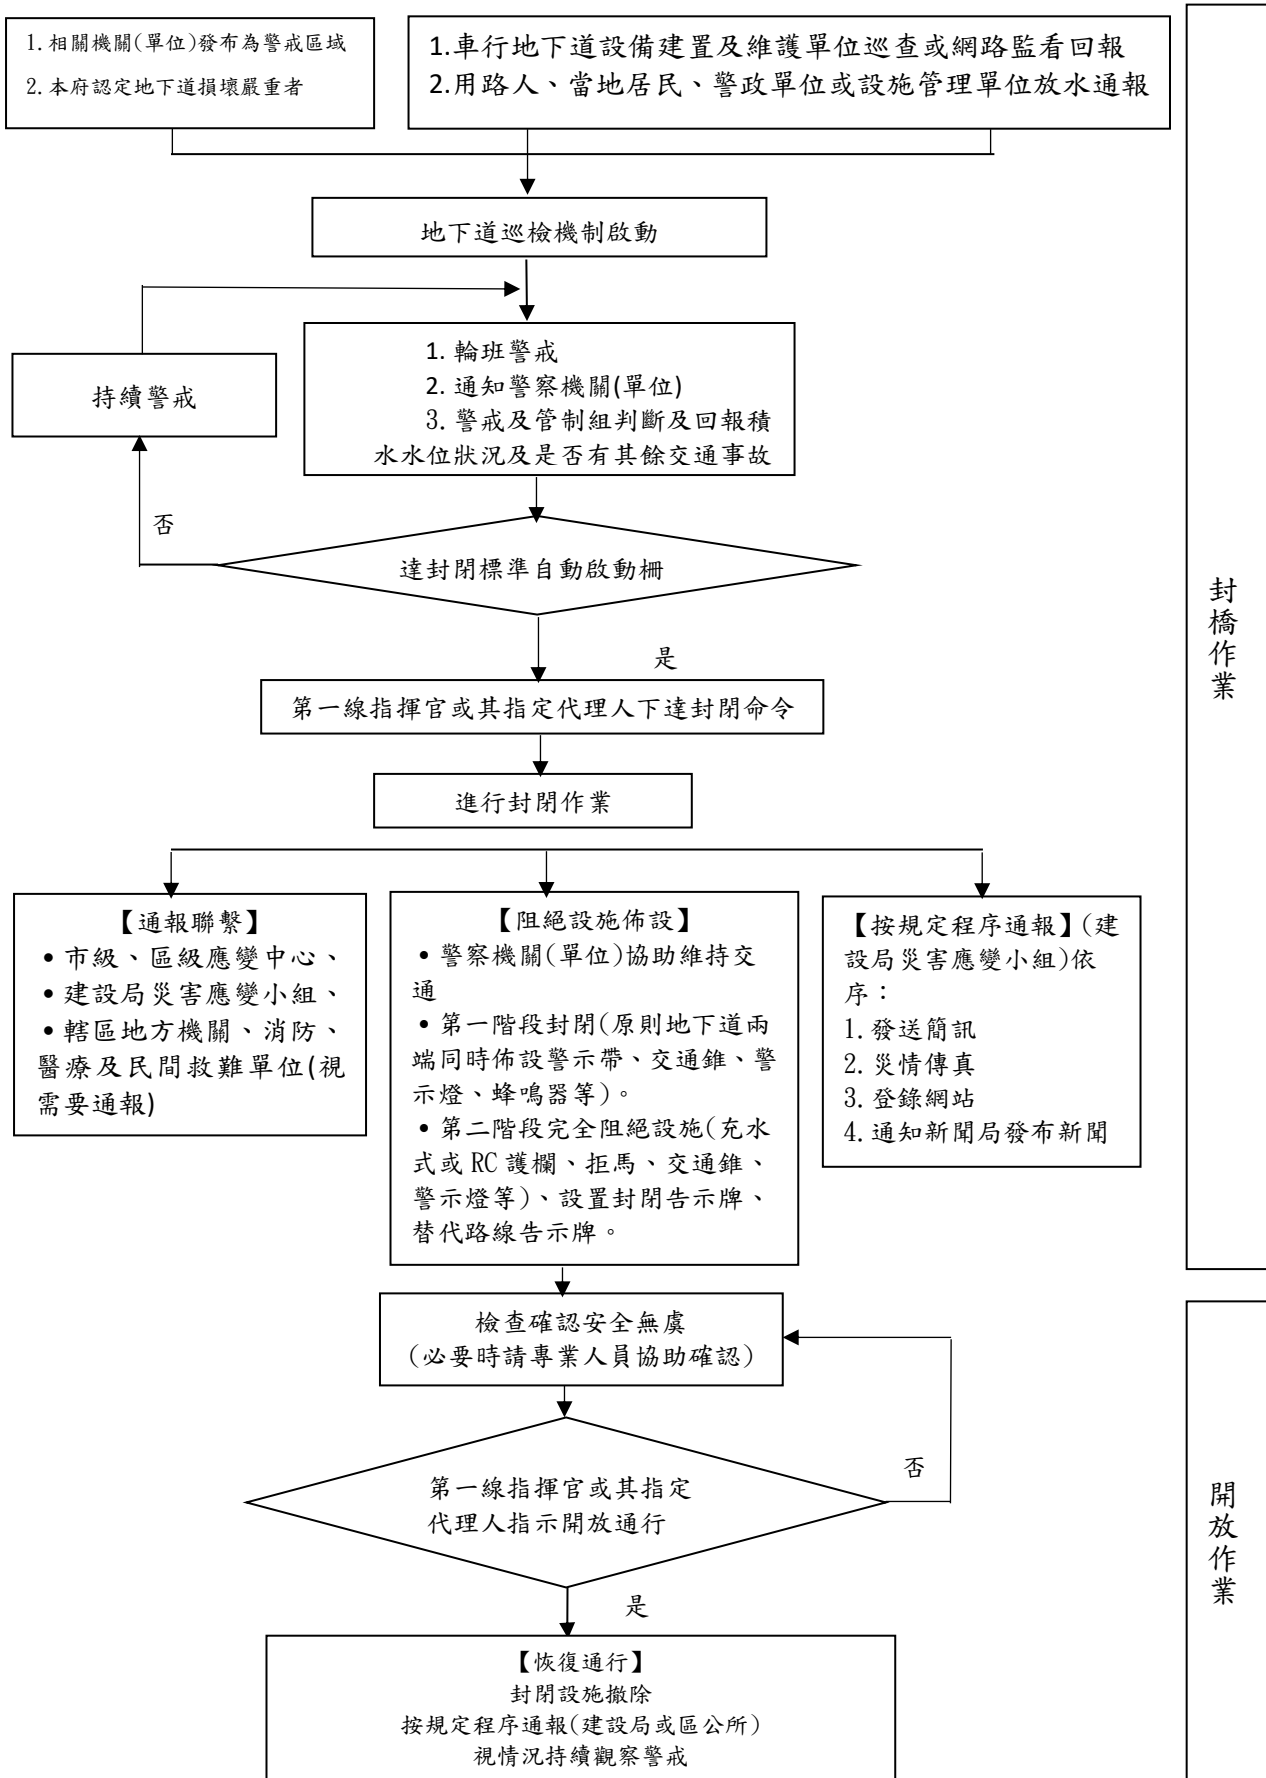 1.相關機關(單位)發布為警戒區域
2.本府認定地下道損壞嚴重者
1.車行地下道設備建置及維護單位巡查或網路監看回報
2.用路人、當地居民、警政單位或設施管理單位放水通報
地下道巡檢機制啟動
1. 輪班警戒
2. 通知警察機關(單位)
3. 警戒及管制組判斷及回報積
水水位狀況及是否有其餘交通事故
持續警戒
否
達封閉標準自動啟動柵
是
第一線指揮官或其指定代理人下達封閉命令
進行封閉作業
【通報聯繫】
•市級、區級應變中心、
•建設局災害應變小組、
•轄區地方機關、消防、
醫療及民間救難單位(視
需要通報)
【阻絕設施佈設】
•警察機關(單位)協助維持交
通
•第一階段封閉(原則地下道兩
端同時佈設警示帶、交通錐、警
示燈、蜂鳴器等)。
•第二階段完全阻絕設施(充水
式或 RC 護欄、拒馬、交通錐、
警示燈等)、設置封閉告示牌、
替代路線告示牌。
【按規定程序通報】(建
設局災害應變小組)依
序：
1.發送簡訊
2.災情傳真
3.登錄網站
4.通知新聞局發布新聞
封橋作業
檢查確認安全無虞
(必要時請專業人員協助確認)
否
第一線指揮官或其指定
代理人指示開放通行
是
【恢復通行】
封閉設施撤除
按規定程序通報(建設局或區公所)
視情況持續觀察警戒
開放作業